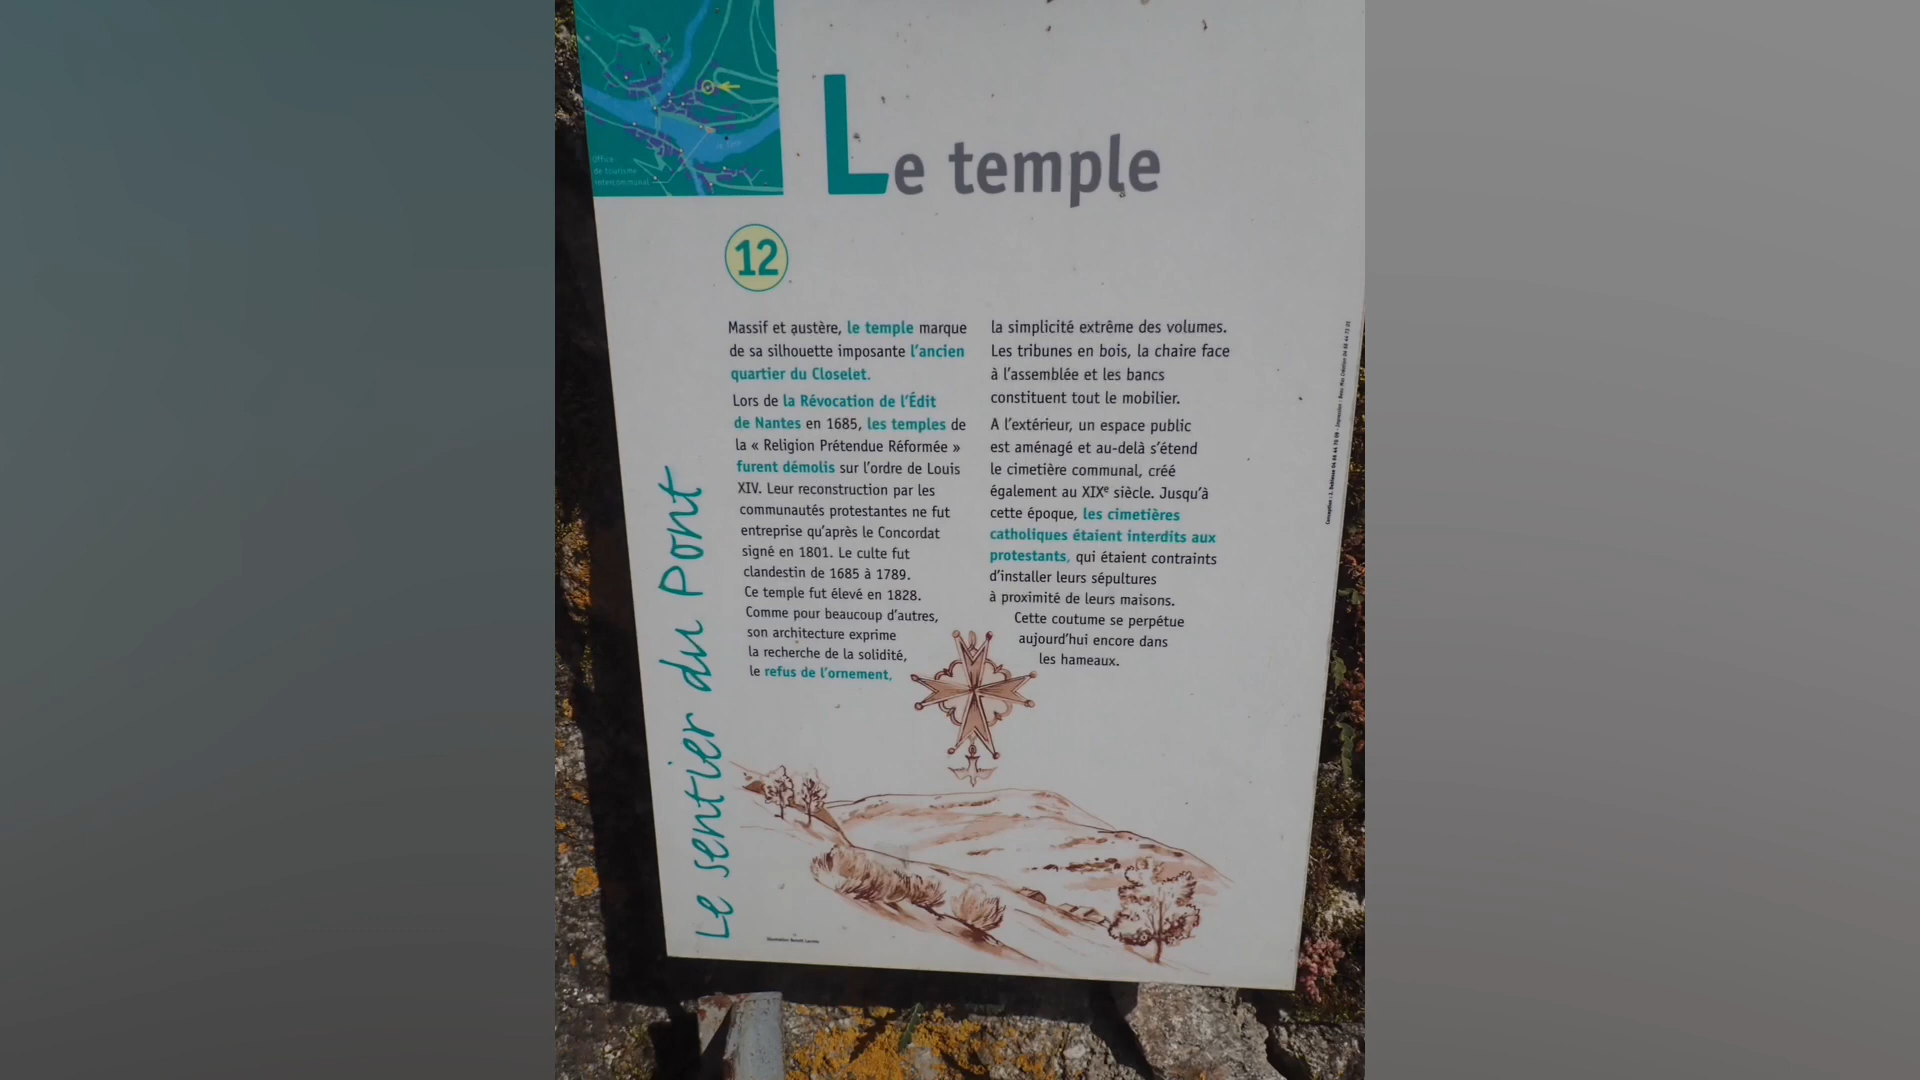 Office
de tourisme
intercommunal
Le temple
12
Massif et austère, le temple marque
de sa silhouette imposante l'ancien
quartier du Closelet.
Lors de la Révocation de l'Édit
de Nantes en 1685, les temples de
la « Religion Prétendue Réformée »
furent démolis sur l'ordre de Louis
XIV. Leur reconstruction par les
communautés protestantes ne fut
entreprise qu'après le Concordat
signé en 1801. Le culte fut
clandestin de 1685 à 1789.
Ce temple fut élevé en 1828.
Comme pour beaucoup d'autres,
son architecture exprime
la recherche de la solidité,
le refus de l'ornement,
la simplicité extrême des volumes.
Les tribunes en bois, la chaire face
à l'assemblée et les bancs
constituent tout le mobilier.
A l'extérieur, un espace public
est aménagé et au-delà s'étend
le cimetière communal, créé
également au XIXe siècle. Jusqu'à
cette époque, les cimetières
catholiques étaient interdits aux
protestants, qui étaient contraints
d'installer leurs sépultures
à proximité de leurs maisons.
Cette coutume se perpétue
aujourd'hui encore dans
les hameaux.
Le sentier du Pont